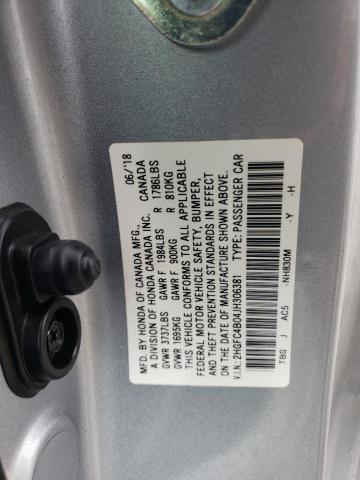 MFD. BY HONDA OF CANADA MFG., 06/'18
A DIVISION OF HONDA CANADA INC. CANADA
GVWR 3737LBS GAWR F 1984LBS R 1786LBS
GVWR 1695KG GAWR F 900KG R 810KG
THIS VEHICLE CONFORMS TO ALL APPLICABLE
FEDERAL MOTOR VEHICLE SAFETY, BUMPER,
AND THEFT PREVENTION STANDARDS IN EFFECT
ON THE DATE OF MANUFACTURE SHOWN ABOVE.
V.I.N.: 2HGFC4B04JH306381 TYPE: PASSENGER CAR
TBG J AC5 -NH830M -Y -H